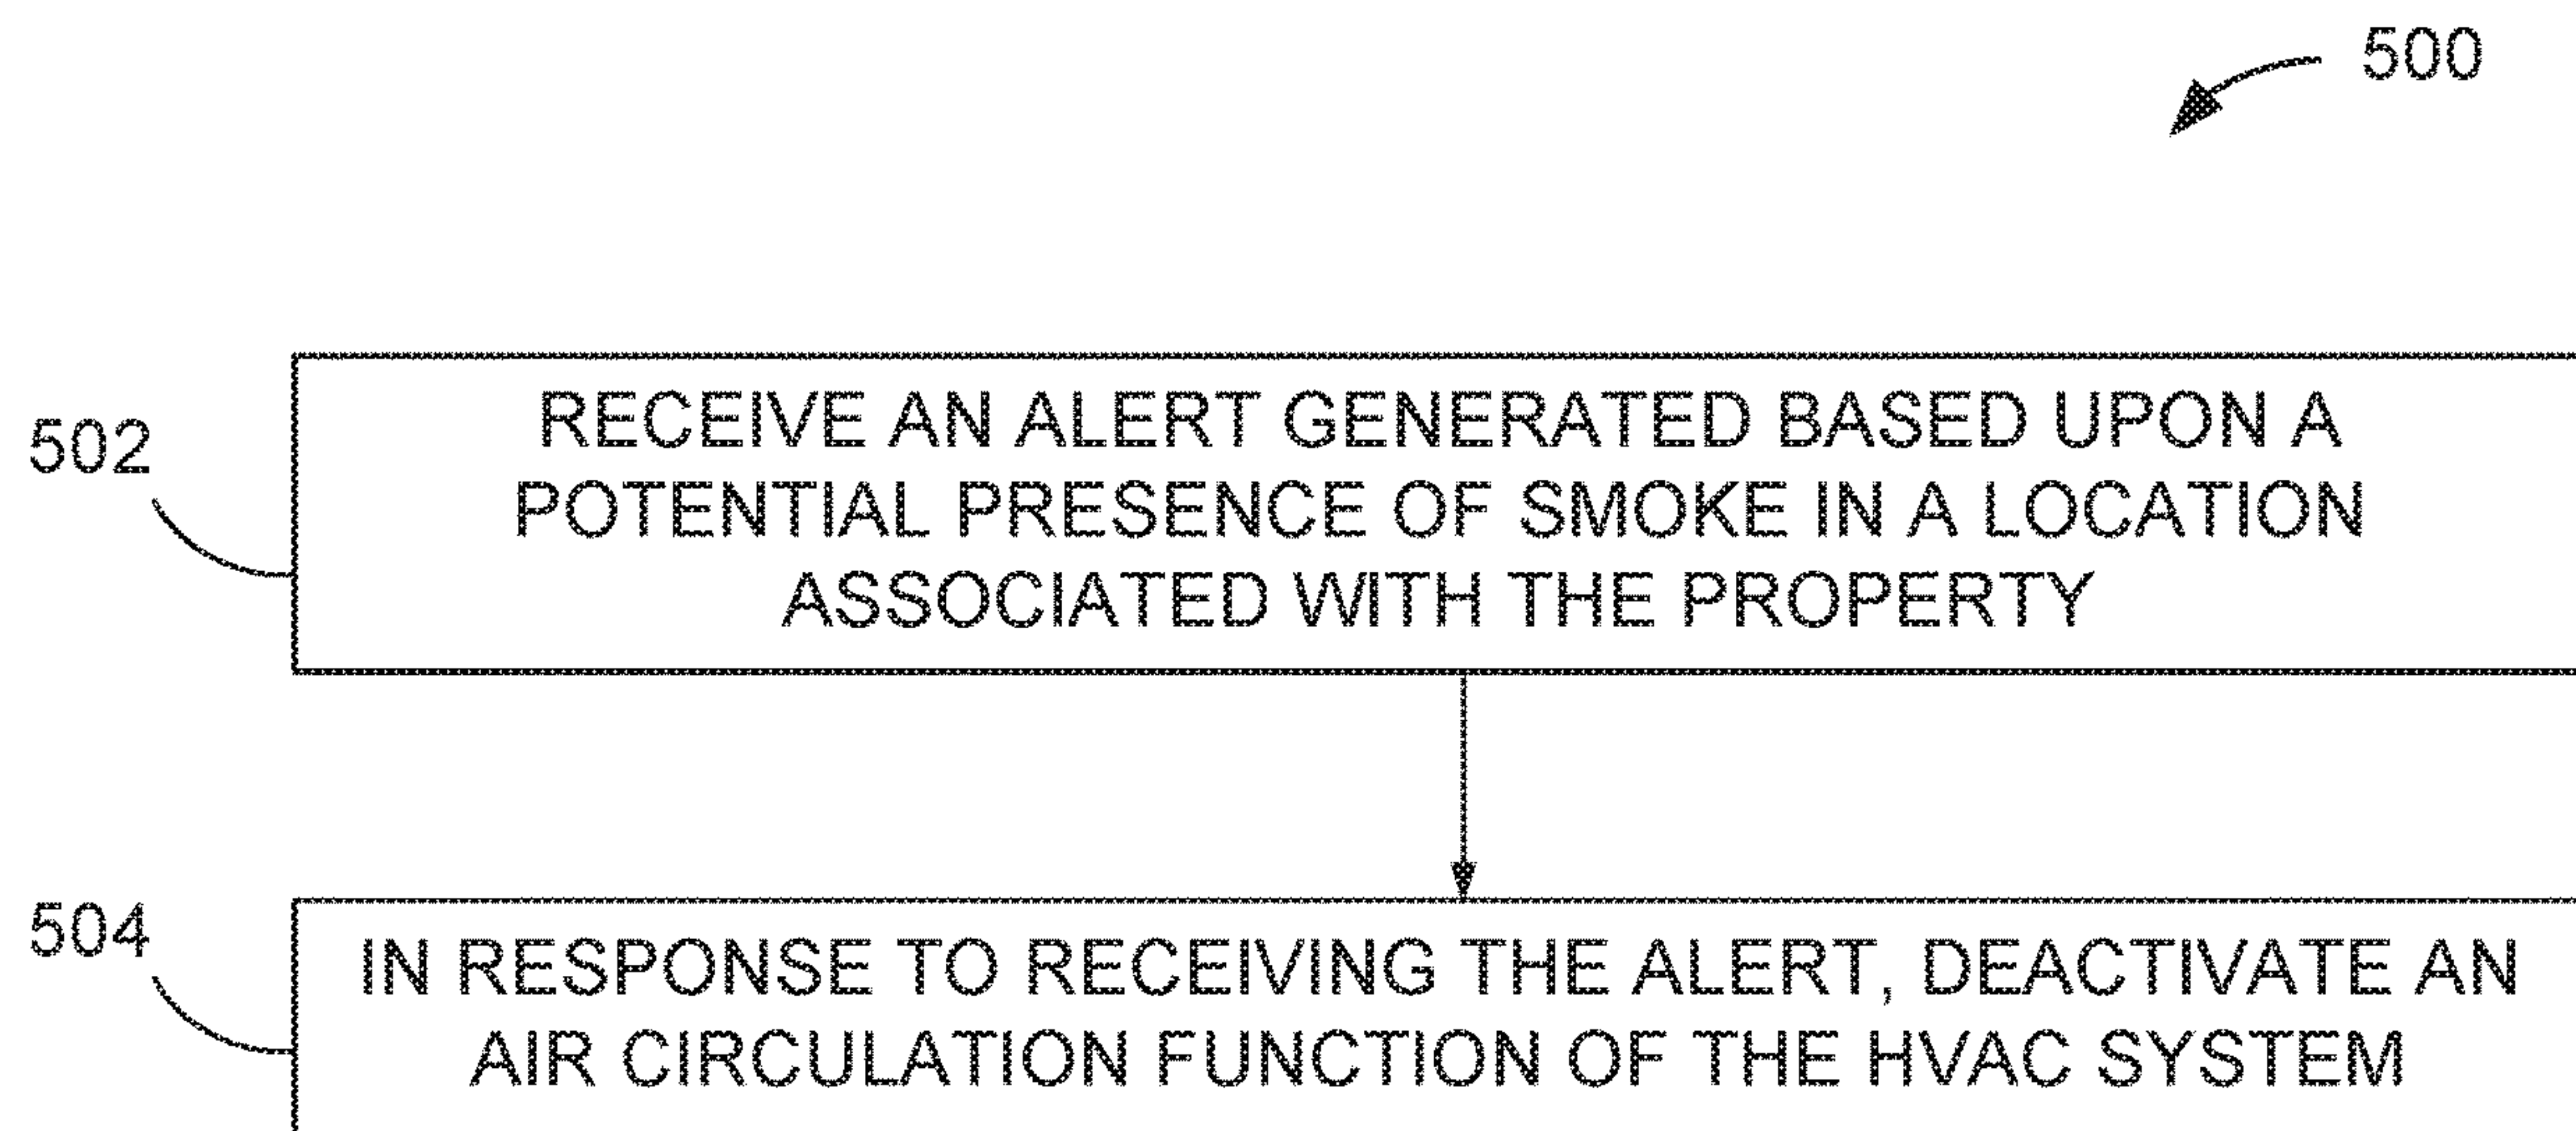 500
502
RECEIVE AN ALERT GENERATED BASED UPON A
POTENTIAL PRESENCE OF SMOKE IN A LOCATION
ASSOCIATED WITH THE PROPERTY
504
IN RESPONSE TO RECEIVING THE ALERT, DEACTIVATE AN
AIR CIRCULATION FUNCTION OF THE HVAC SYSTEM